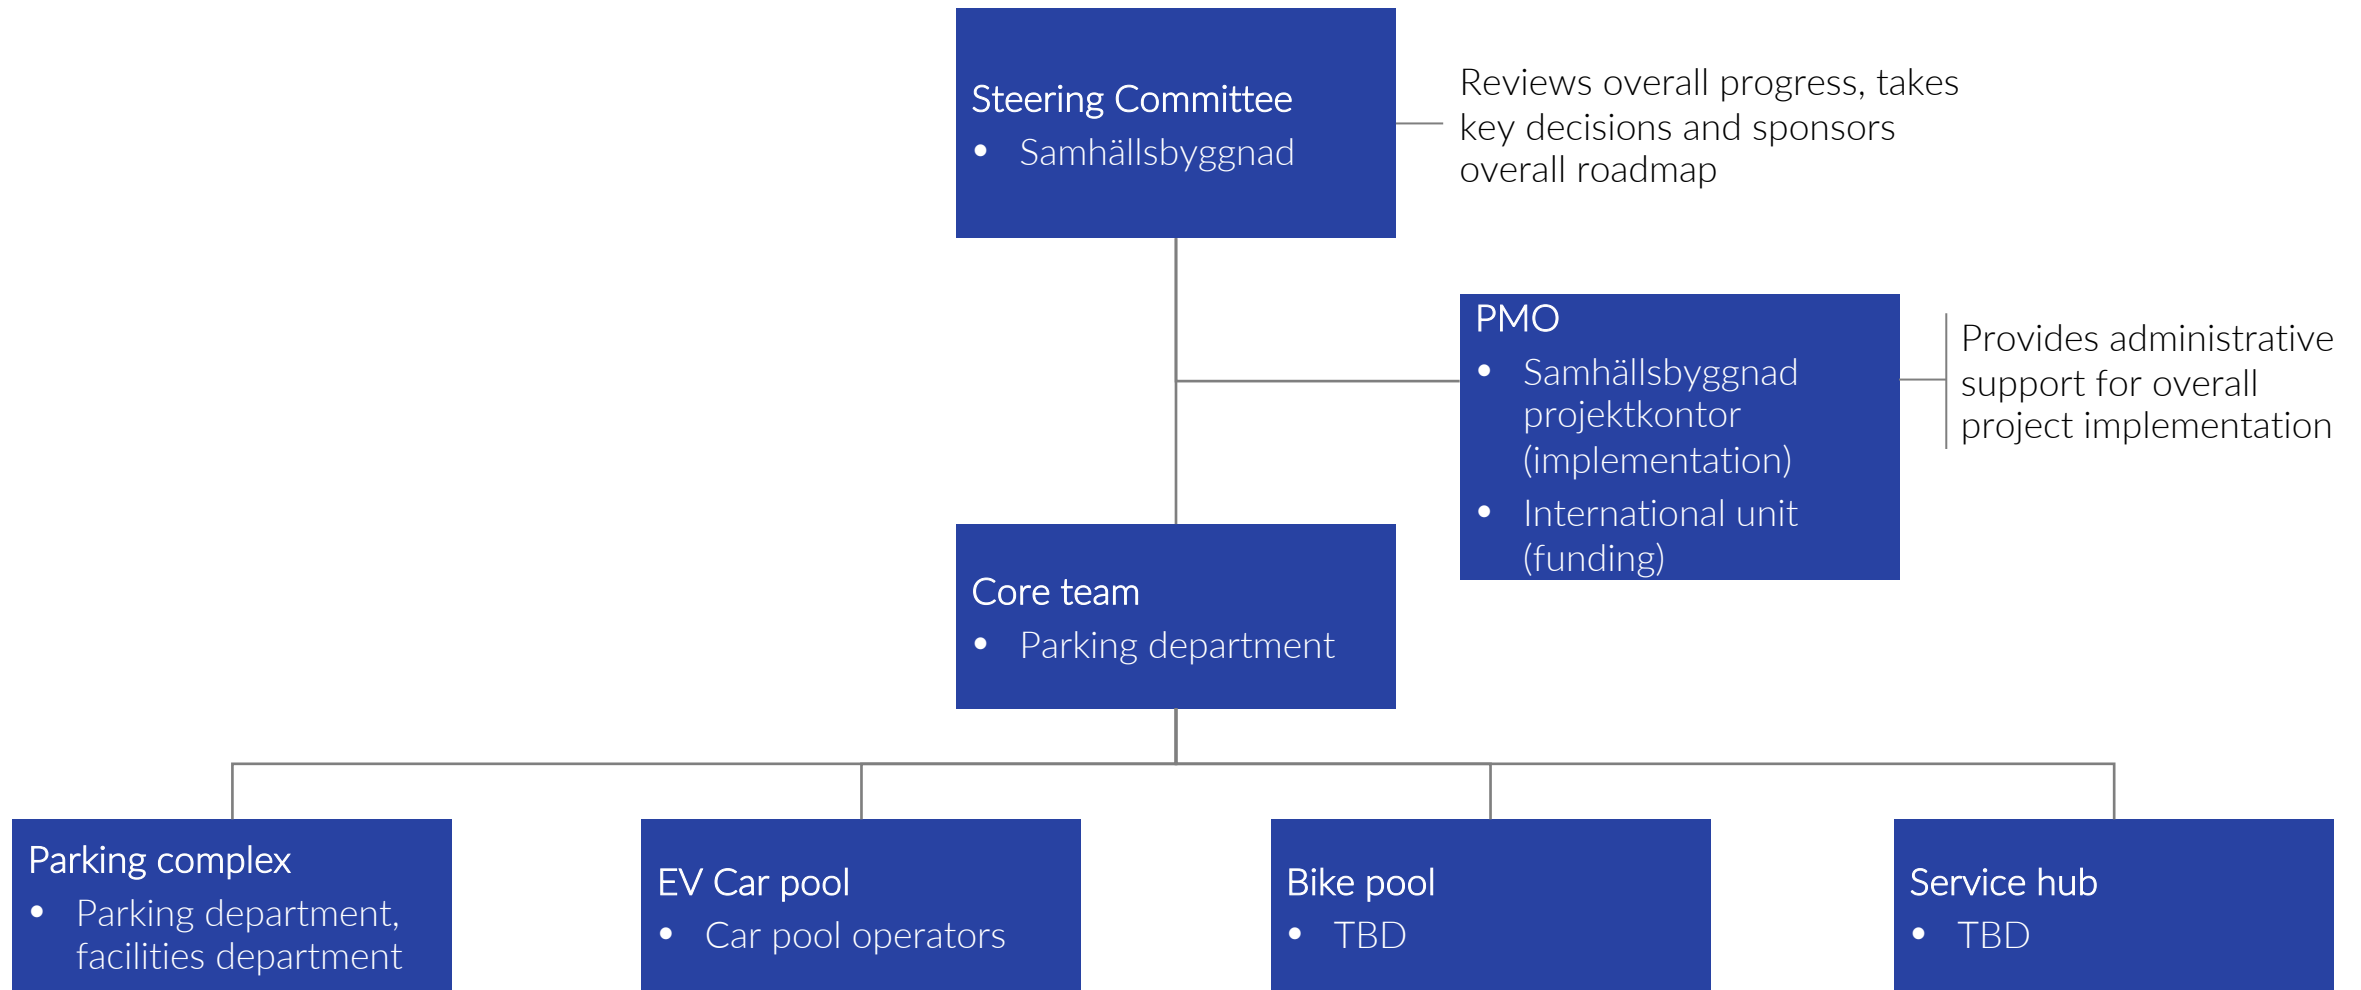 Steering Committee
• Samhällsbyggnad
Reviews overall progress, takes
key decisions and sponsors
overall roadmap
PMO
• Samhällsbyggnad
projektkontor
(implementation)
• International unit
(funding)
Provides administrative
support for overall
project implementation
Core team
• Parking department
Parking complex
• Parking department,
facilities department
EV Car pool
• Car pool operators
Bike pool
• TBD
Service hub
• TBD